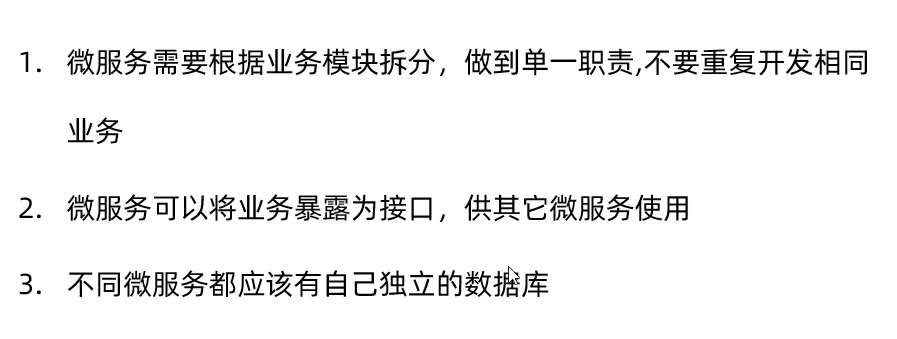 1. 微服务需要根据业务模块拆分，做到单一职责,不要重复开发相同
业务
2. 微服务可以将业务暴露为接口，供其它微服务使用
3. 不同微服务都应该有自己独立的数据库